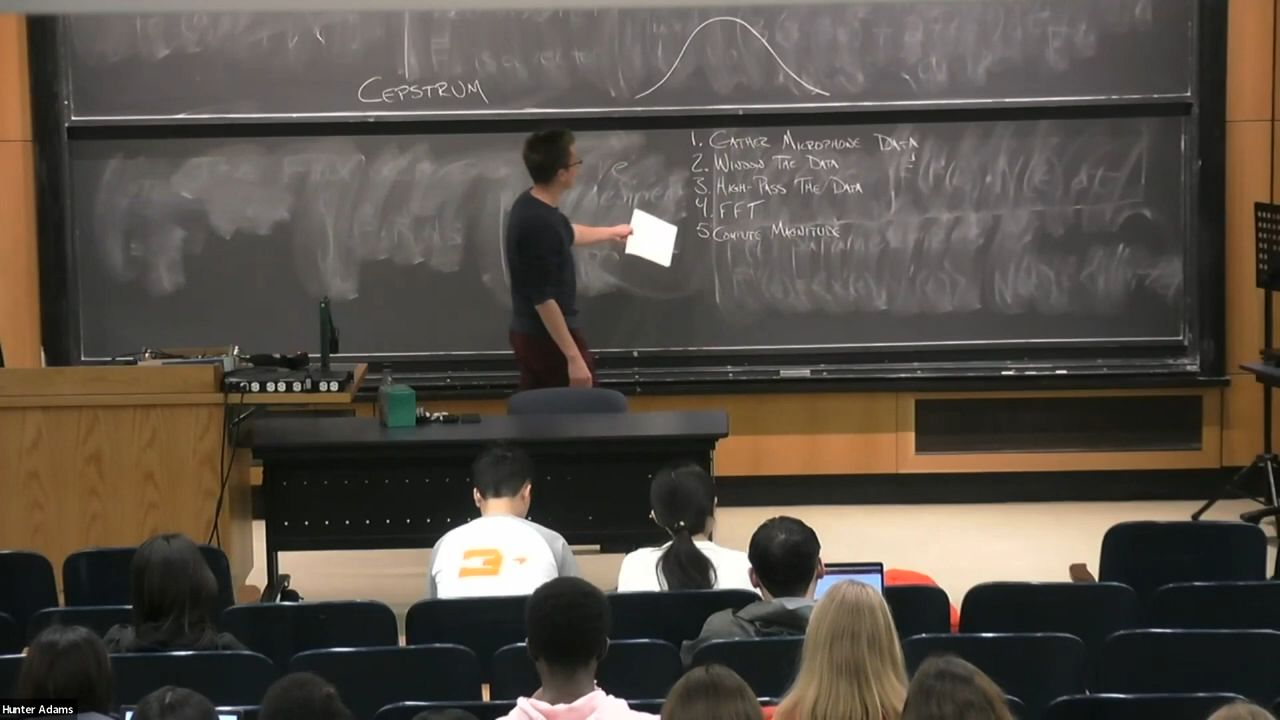 CEPSTRUM
1. GATHER MICROPHONE DATA
2. WINDOW THE DATA
3. HIGH-PASS THE DATA
4. FFT
5. COMPUTE MAGNITUDE
3
Hunter Adams